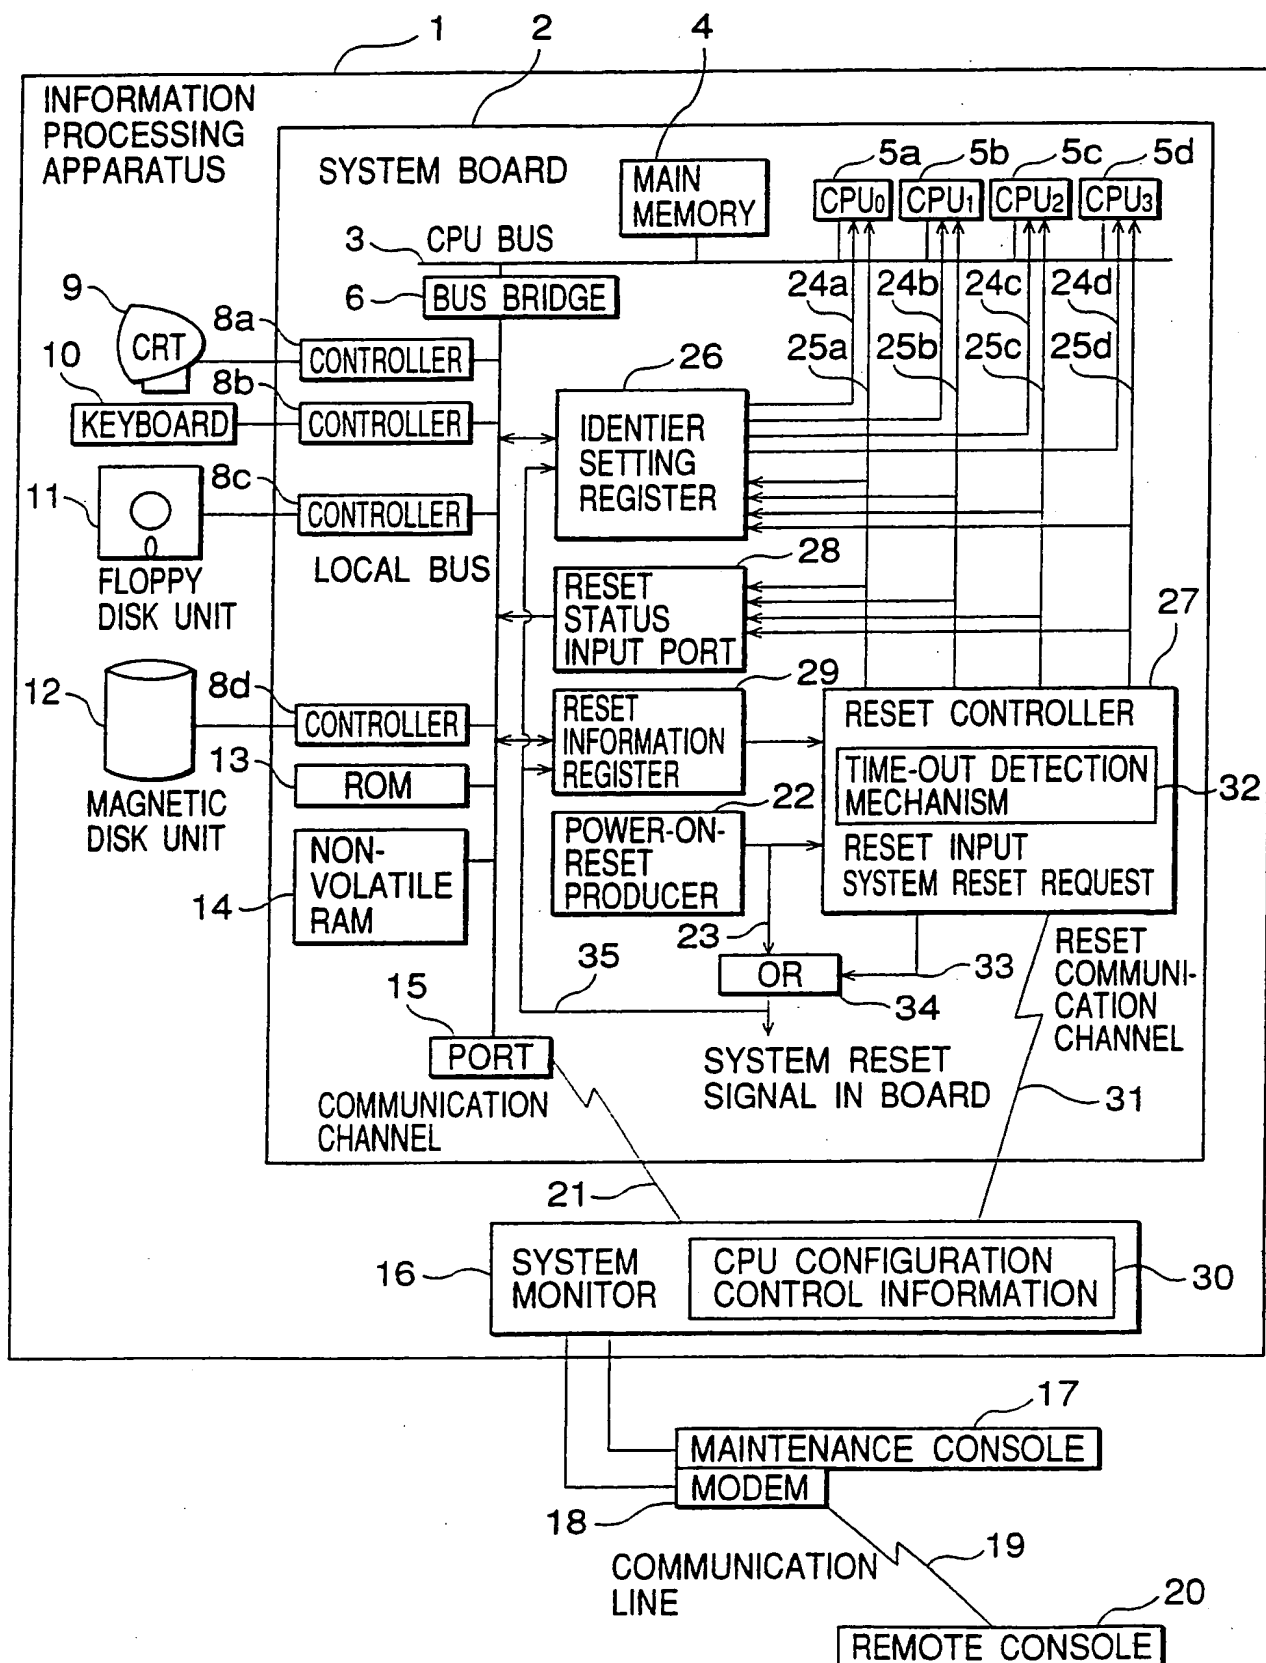 1
2
4
INFORMATION
PROCESSING
APPARATUS
SYSTEM BOARD
MAIN
MEMORY
5a
5b
5c
5d
CPU0
CPU1
CPU2
CPU3
3
CPU BUS
6
BUS BRIDGE
24a
24b
24c
24d
25a
25b
25c
25d
9
CRT
8a
CONTROLLER
10
KEYBOARD
8b
CONTROLLER
26
IDENTIER
SETTING
REGISTER
11
8c
CONTROLLER
FLOPPY
DISK UNIT
LOCAL BUS
28
RESET
STATUS
INPUT PORT
27
12
8d
CONTROLLER
MAGNETIC
DISK UNIT
29
RESET
INFORMATION
REGISTER
RESET CONTROLLER
TIME-OUT DETECTION
MECHANISM
32
RESET INPUT
SYSTEM RESET REQUEST
13
ROM
22
POWER-ON-
RESET
PRODUCER
14
NON-
VOLATILE
RAM
23
OR
33
34
35
RESET
COMMUNI-
CATION
CHANNEL
15
PORT
SYSTEM RESET
SIGNAL IN BOARD
COMMUNICATION
CHANNEL
31
21
16
SYSTEM
MONITOR
CPU CONFIGURATION
CONTROL INFORMATION
30
17
MAINTENANCE CONSOLE
MODEM
18
19
COMMUNICATION
LINE
20
REMOTE CONSOLE